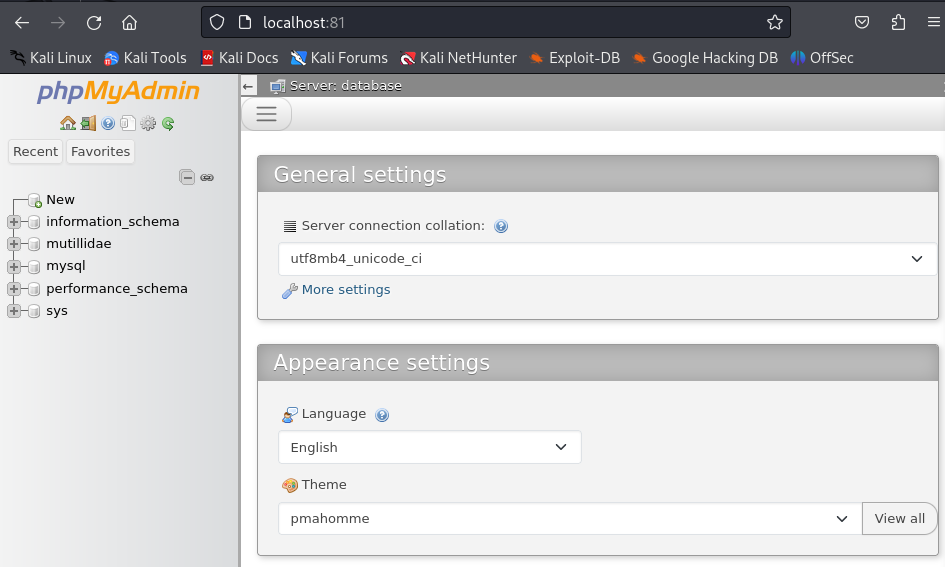 localhost:81
Kali Linux Kali Tools Kali Docs Kali Forums Kali NetHunter Exploit-DB Google Hacking DB OffSec
phpMyAdmin
Recent Favorites
New
information_schema
mutillidae
mysql
performance_schema
sys
Server: database
General settings
Server connection collation:
utf8mb4_unicode_ci
More settings
Appearance settings
Language
English
Theme
pmahomme
View all